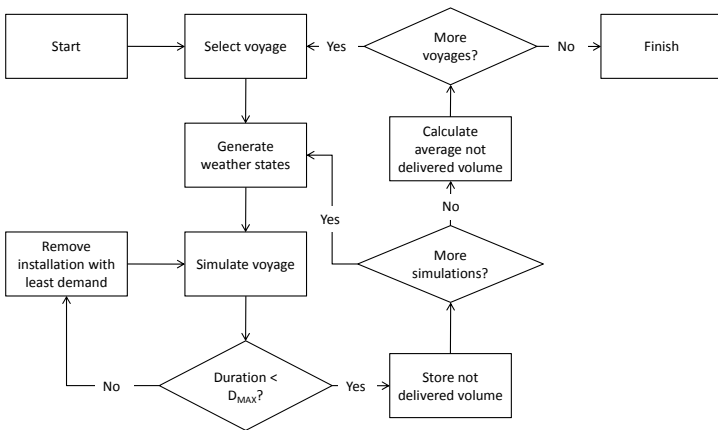 Start
Select voyage
Yes
More
voyages?
No
Finish
Generate
weather states
Calculate
average not
delivered volume
Yes
No
Remove
installation with
least demand
Simulate voyage
More
simulations?
No
Duration <
DMAX?
Yes
Store not
delivered volume